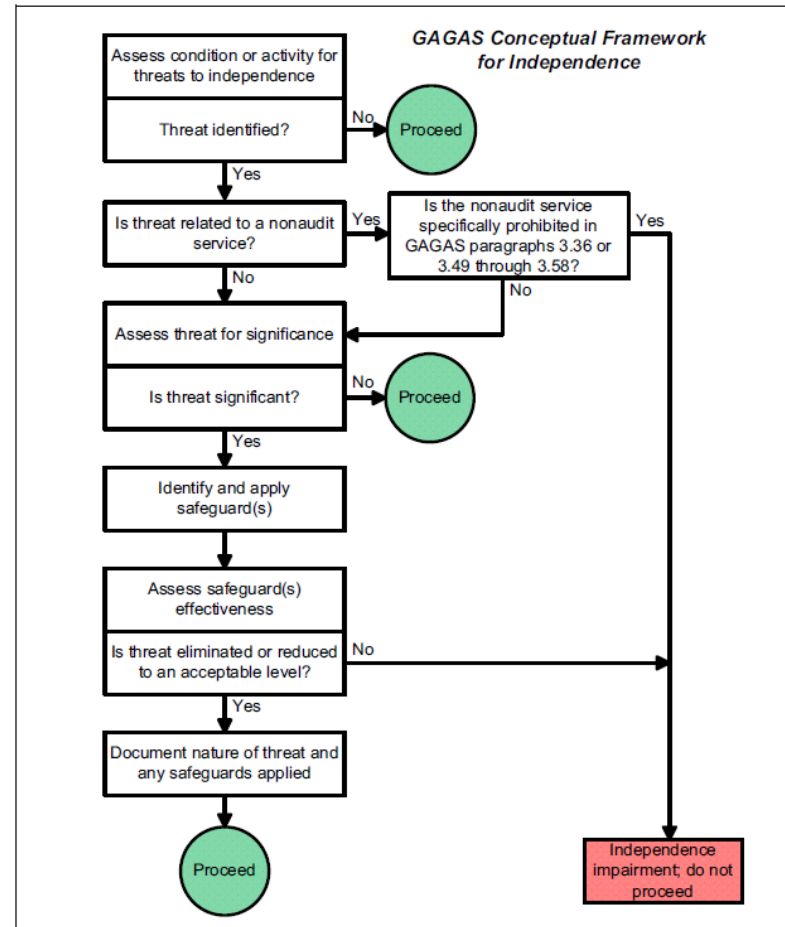 GAGAS Conceptual Framework
for Independence
Assess condition or activity for
threats to independence
Threat identified?
No
Proceed
Yes
Is threat related to a nonaudit
service?
Yes
Is the nonaudit service
specifically prohibited in
GAGAS paragraphs 3.36 or
3.49 through 3.58?
Yes
No
No
Assess threat for significance
Is threat significant?
No
Proceed
Yes
Identify and apply
safeguard(s)
Assess safeguard(s)
effectiveness
Is threat eliminated or reduced
to an acceptable level?
No
Yes
Document nature of threat and
any safeguards applied
Proceed
Independence
impairment; do not
proceed